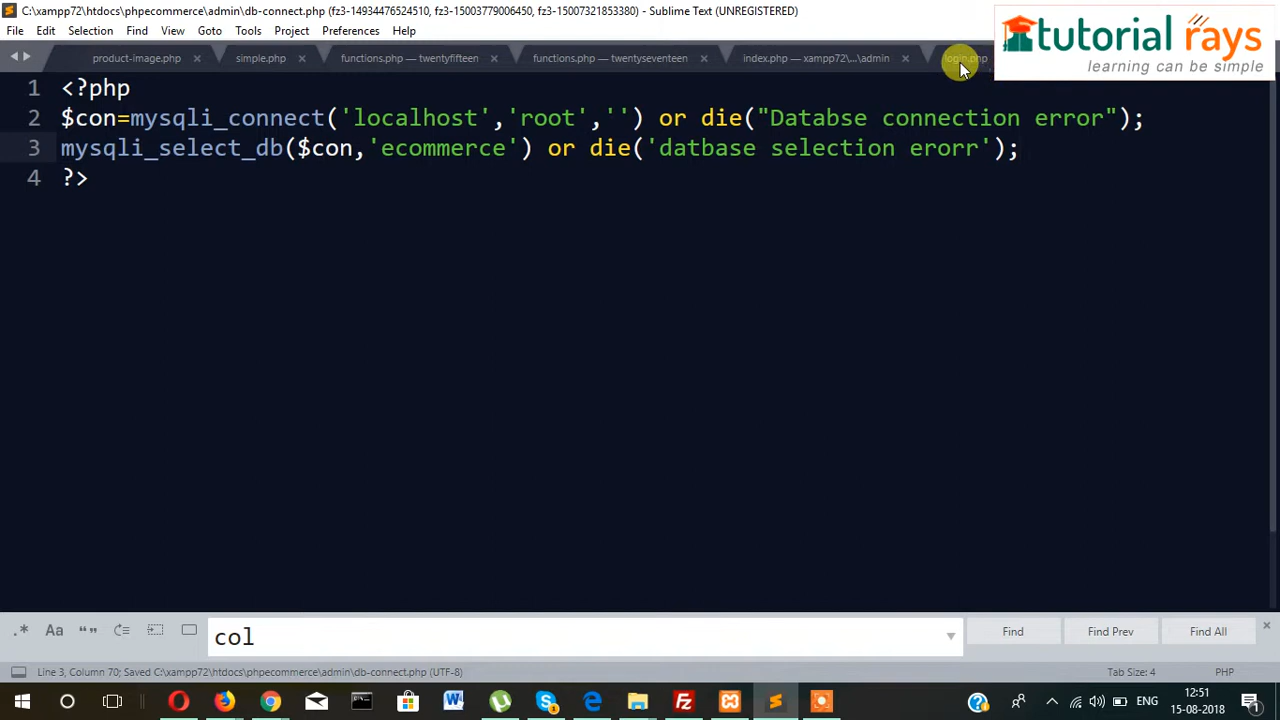 C:\xampp72\htdocs\phpecommerce\admin\db-connect.php (fz3-14934476524510, fz3-15003779006450, fz3-15007321853380) - Sublime Text (UNREGISTERED)
File Edit Selection Find View Goto Tools Project Preferences Help
tutorial rays
learning can be simple
product-image.php × simple.php × functions.php — twentyfifteen × functions.php — twentyseventeen × index.php — xampp72\...\admin × login.php
1 <?php
2 $con=mysqli_connect('localhost','root','') or die("Databse connection error");
3 mysqli_select_db($con,'ecommerce') or die('datbase selection erorr');
4 ?>
.* Aa “” col Find Find Prev Find All ×
Line 3, Column 70; Saved C:\xampp72\htdocs\phpecommerce\admin\db-connect.php (UTF-8) Tab Size: 4 PHP
ENG 12:51
15-08-2018